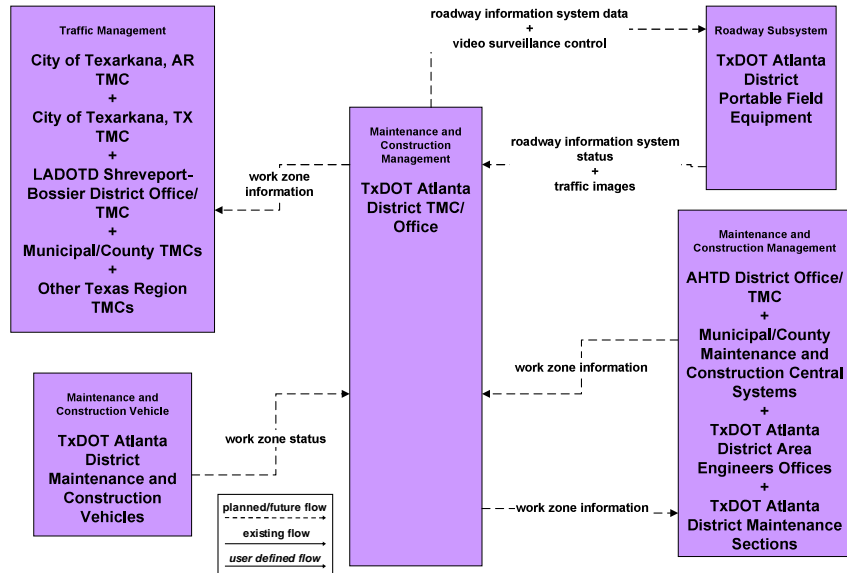 Traffic Management
City of Texarkana, AR
TMC
+
City of Texarkana, TX
TMC
+
LADOTD Shreveport-
Bossier District Office/
TMC
+
Municipal/County TMCs
+
Other Texas Region
TMCs
roadway information system data
+
video surveillance control
Roadway Subsystem
TxDOT Atlanta
District
Portable Field
Equipment
Maintenance and
Construction
Management
TxDOT Atlanta
District TMC/
Office
work zone
information
roadway information system
status
+
traffic images
Maintenance and
Construction Management
AHTD District Office/
TMC
+
Municipal/County
Maintenance and
Construction Central
Systems
+
TxDOT Atlanta
District Area
Engineers Offices
+
TxDOT Atlanta
District Maintenance
Sections
work zone information
Maintenance and
Construction Vehicle
TxDOT Atlanta
District
Maintenance and
Construction
Vehicles
work zone status
work zone information
planned/future flow
existing flow
user defined flow